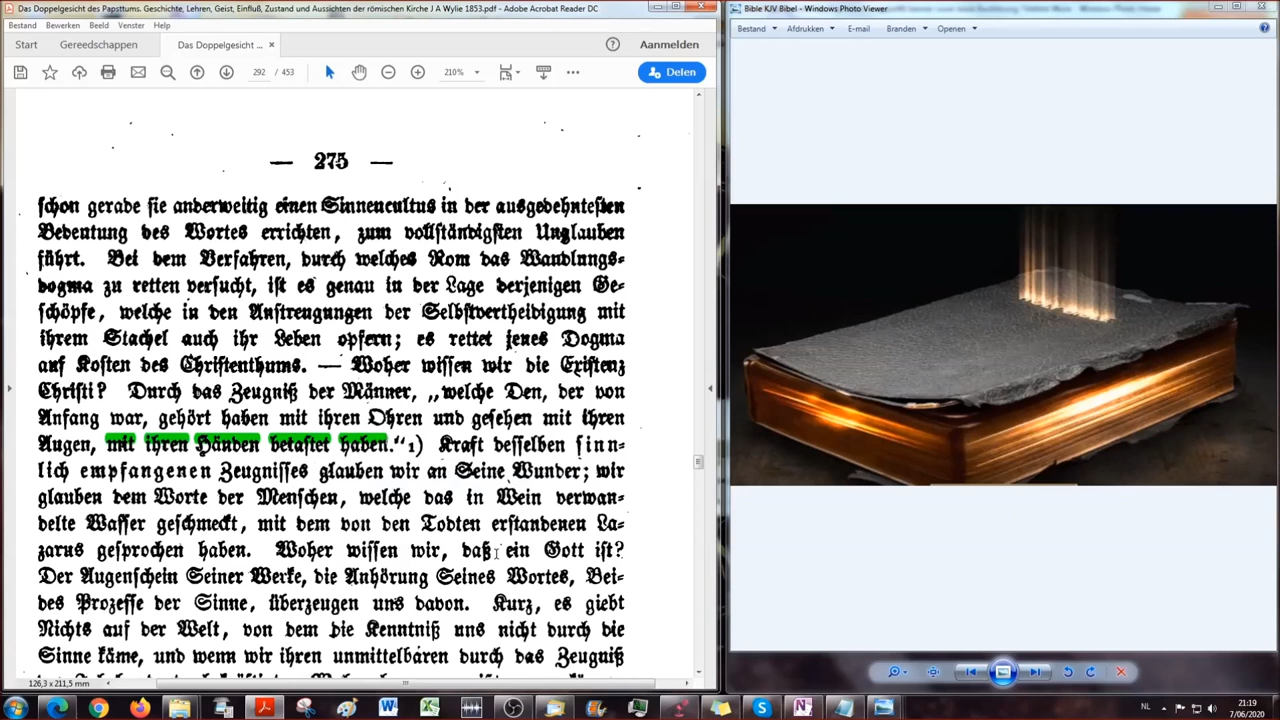 Das Doppelgesicht des Papsttums. Geschichte, Lehren, Geist, Einfluß, Zustand und Aussichten der römischen Kirche J A Wylie 1853.pdf - Adobe Acrobat Reader DC
Bestand Bewerken Beeld Venster Help
Start Gereedschappen Das Doppelgesicht ... × Aanmelden
292 / 453 210% Delen
— 275 —
schon gerade sie anderweitig einen Sinnencultus in der ausgedehntesten
Bedeutung des Wortes errichten, zum vollständigsten Unglauben
führt. Bei dem Verfahren, durch welches Rom das Wandlungs-
dogma zu retten versucht, ist es genau in der Lage derjenigen Ge-
schöpfe, welche in den Anstrengungen der Selbstvertheidigung mit
ihrem Stachel auch ihr Leben opfern; es rettet jenes Dogma
auf Kosten des Christenthums. — Woher wissen wir die Existenz
Christi? Durch das Zeugniß der Männer, „welche Den, der von
Anfang war, gehört haben mit ihren Ohren und gesehen mit ihren
Augen, mit ihren Händen betastet haben.“1) Kraft desselben sinn-
lich empfangenen Zeugnisses glauben wir an Seine Wunder; wir
glauben dem Worte der Menschen, welche das in Wein verwan-
delte Wasser geschmeckt, mit dem von den Todten erstandenen La-
zarus gesprochen haben. Woher wissen wir, daß ein Gott ist?
Der Augenschein Seiner Werke, die Anhörung Seines Wortes, Bei-
des Prozesse der Sinne, überzeugen uns davon. Kurz, es giebt
Nichts auf der Welt, von dem die Kenntniß uns nicht durch die
Sinne käme, und wenn wir ihren unmittelbaren durch das Zeugniß
126,3 x 211,5 mm
Bible KJV Bibel - Windows Photo Viewer
Bestand Afdrukken E-mail Branden Openen
NL 21:19
7/06/2020